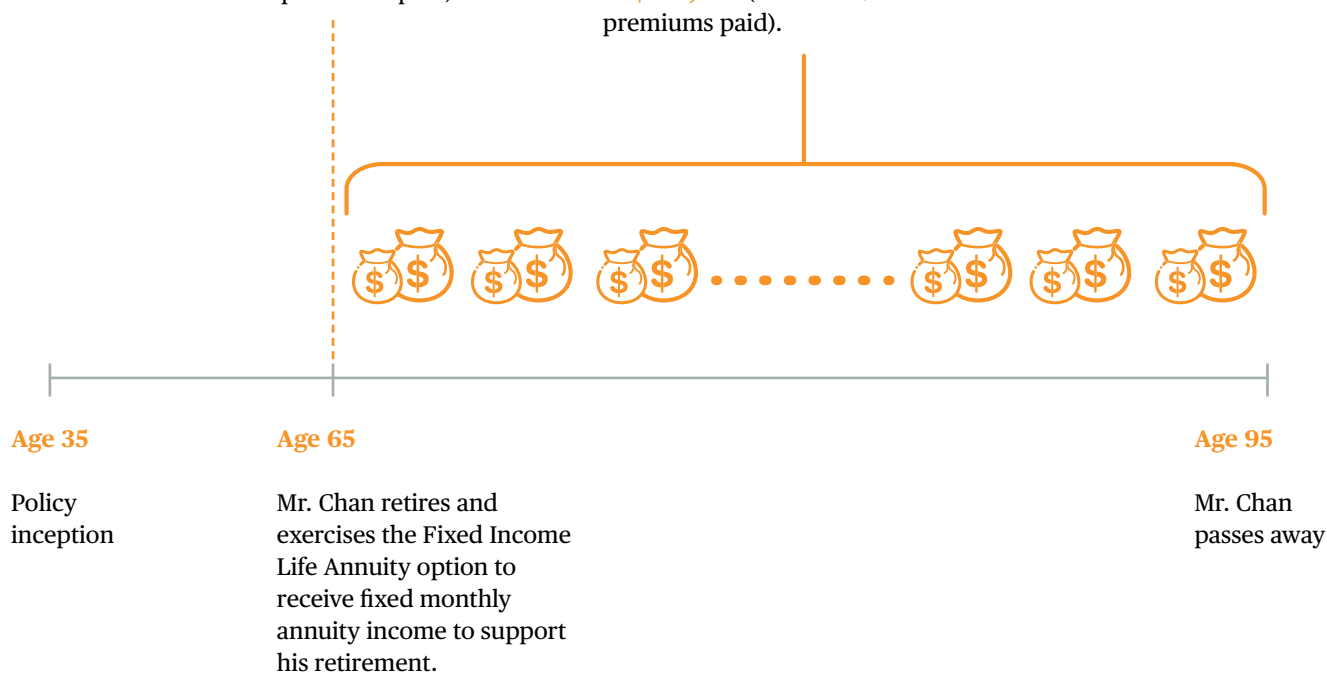 premiums paid).
$ $ $ $ $ $ $ $ $ $ $ $
Age 35
Policy
inception
Age 65
Mr. Chan retires and
exercises the Fixed Income
Life Annuity option to
receive fixed monthly
annuity income to support
his retirement.
Age 95
Mr. Chan
passes away